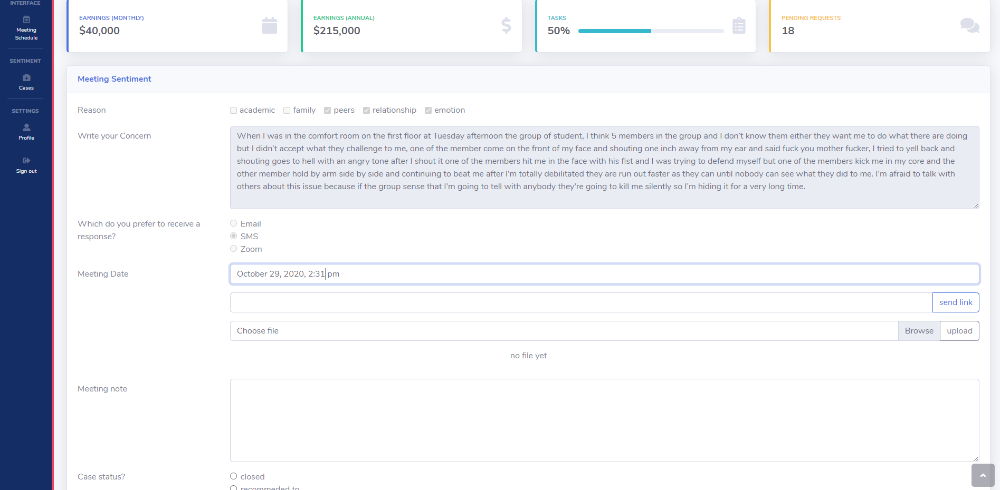 INTERFACE
Meeting
Schedule
SENTIMENT
Cases
SETTINGS
Profile
Sign out
EARNINGS (MONTHLY)
$40,000
EARNINGS (ANNUAL)
$215,000
TASKS
50%
PENDING REQUESTS
18
Meeting Sentiment
Reason
academic family peers relationship emotion
Write your Concern
When I was in the comfort room on the first floor at Tuesday afternoon the group of student, I think 5 members in the group and I don't know them either they want me to do what there are doing
but I didn't accept what they challenge to me, one of the member come on the front of my face and shouting one inch away from my ear and said fuck you mother fucker, I tried to yell back and
shouting goes to hell with an angry tone after I shout it one of the members hit me in the face with his fist and I was trying to defend myself but one of the members kick me in my core and the
other member hold by arm side by side and continuing to beat me after I'm totally debilitated they are run out faster as they can until nobody can see what they did to me. I'm afraid to talk with
others about this issue because if the group sense that I'm going to tell with anybody they're going to kill me silently so I'm hiding it for a very long time.
Which do you prefer to receive a
response?
Email
SMS
Zoom
Meeting Date
October 29, 2020, 2:31 pm
send link
Choose file
Browse
upload
no file yet
Meeting note
Case status?
closed
recommeded to